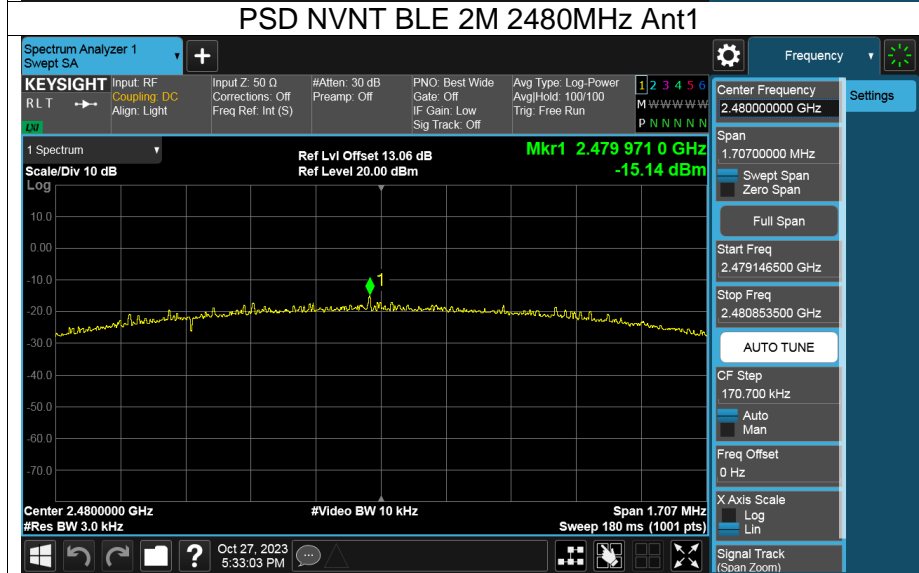 PSD NVNT BLE 2M 2480MHz Ant1
Spectrum Analyzer 1
Swept SA
+
Frequency
KEYSIGHT
RLT
LXI
Input: RF
Coupling: DC
Align: Light
Input Z: 50 Ω
Corrections: Off
Freq Ref: Int (S)
#Atten: 30 dB
Preamp: Off
PNO: Best Wide
Gate: Off
IF Gain: Low
Sig Track: Off
Avg Type: Log-Power
Avg|Hold: 100/100
Trig: Free Run
1 2 3 4 5 6
M W W W W W
P N N N N N
1 Spectrum
Scale/Div 10 dB
Log
Ref Lvl Offset 13.06 dB
Ref Level 20.00 dBm
Mkr1 2.479 971 0 GHz
-15.14 dBm
10.0
0.00
-10.0
-20.0
-30.0
-40.0
-50.0
-60.0
-70.0
1
Center 2.4800000 GHz
#Res BW 3.0 kHz
#Video BW 10 kHz
Span 1.707 MHz
Sweep 180 ms (1001 pts)
?
Oct 27, 2023
5:33:03 PM
Center Frequency
2.480000000 GHz
Span
1.70700000 MHz
Swept Span
Zero Span
Full Span
Start Freq
2.479146500 GHz
Stop Freq
2.480853500 GHz
AUTO TUNE
CF Step
170.700 kHz
Auto
Man
Freq Offset
0 Hz
X Axis Scale
Log
Lin
Signal Track
(Span Zoom)
Settings